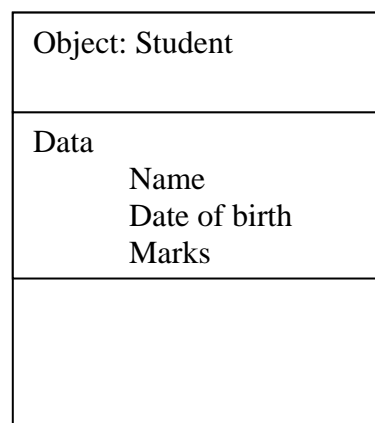 Object: Student
Data
Name
Date of birth
Marks